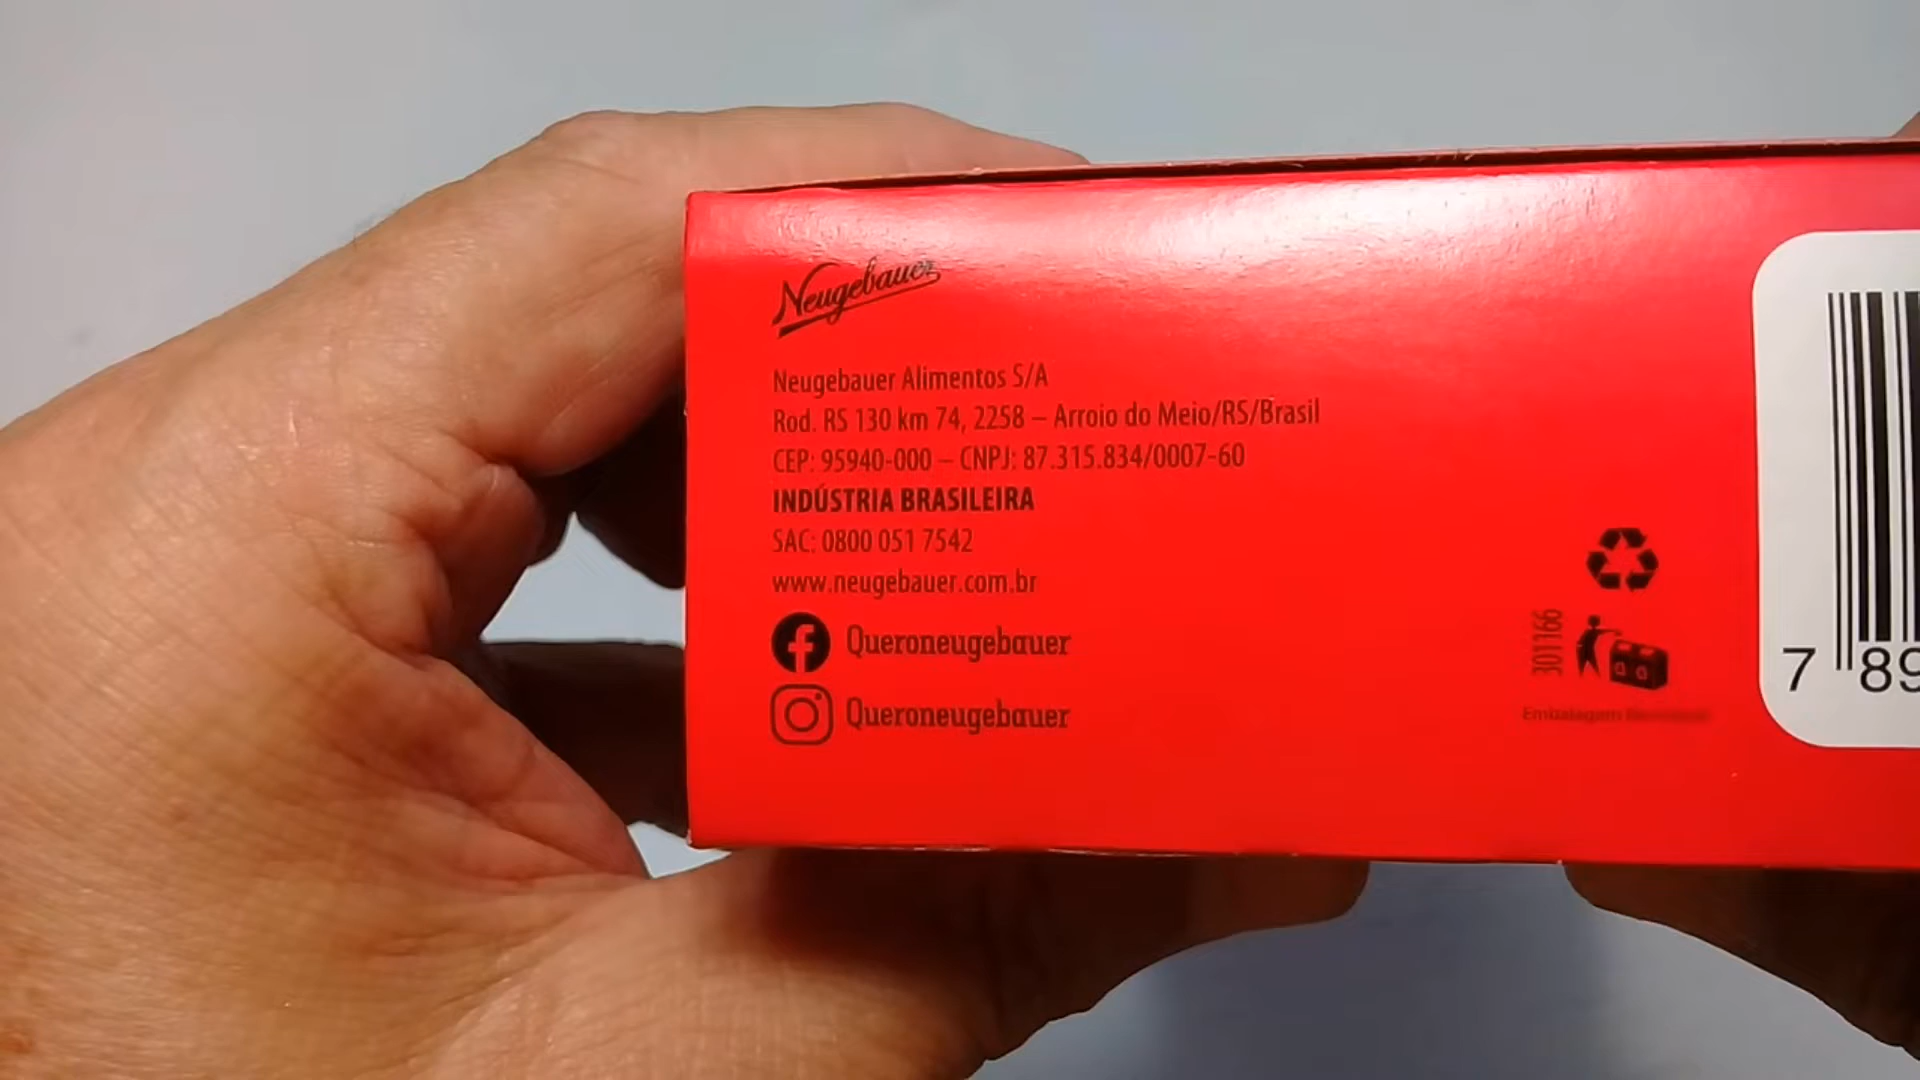 Neugebauer
Neugebauer Alimentos S/A
Rod. RS 130 km 74, 2258 – Arroio do Meio/RS/Brasil
CEP: 95940-000 – CNPJ: 87.315.834/0007-60
INDÚSTRIA BRASILEIRA
SAC: 0800 051 7542
www.neugebauer.com.br
Queroneugebauer
Queroneugebauer
301166
Embalagem
7 89